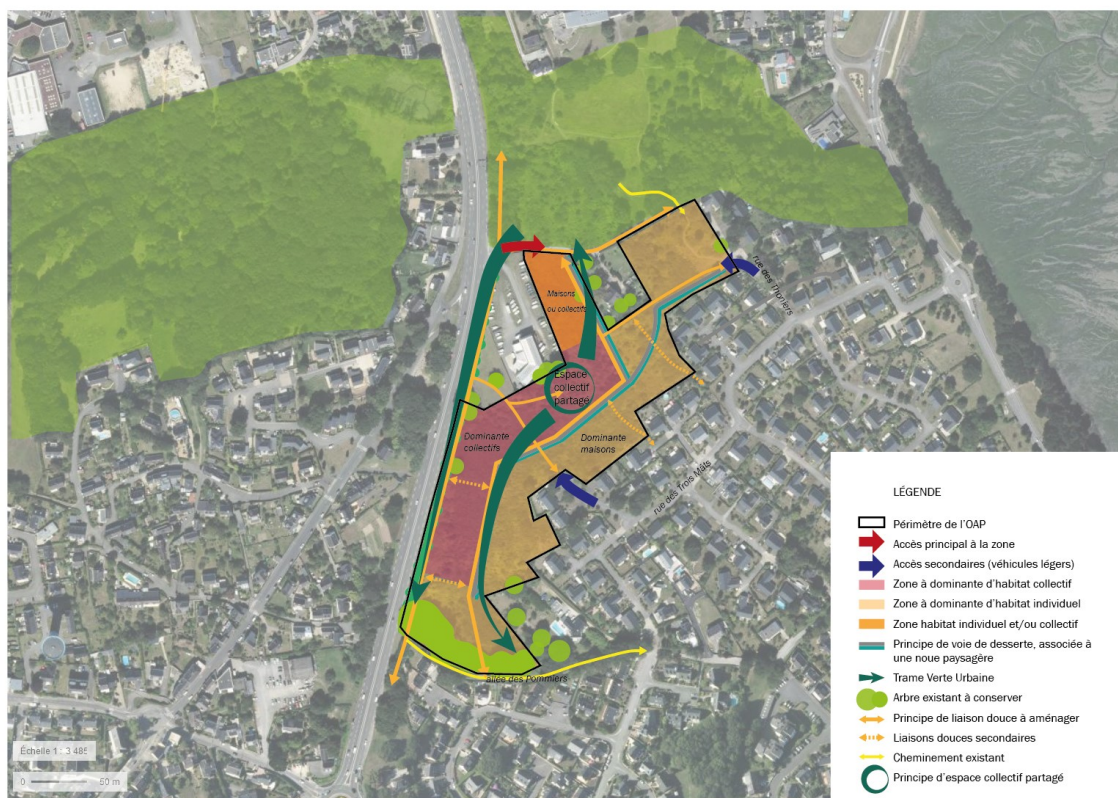 rue des Thoniers
Maisons
ou collectifs
Espace
collectif
partagé
Dominante
collectifs
Dominante
maisons
rue des Trois Mâts
allée des Pommiers
Échelle 1 : 3 485
0 50 m
LÉGENDE
Périmètre de l'OAP
Accès principal à la zone
Accès secondaires (véhicules légers)
Zone à dominante d'habitat collectif
Zone à dominante d'habitat individuel
Zone habitat individuel et/ou collectif
Principe de voie de desserte, associée à
une noue paysagère
Trame Verte Urbaine
Arbre existant à conserver
Principe de liaison douce à aménager
Liaisons douces secondaires
Cheminement existant
Principe d'espace collectif partagé